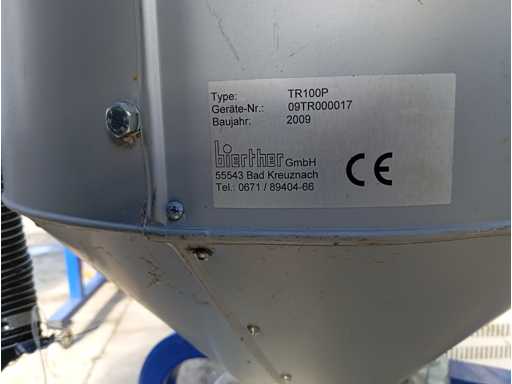 Type: TR100P
Geräte-Nr.: 09TR000017
Baujahr: 2009
bierther GmbH
55543 Bad Kreuznach
Tel.: 0671 / 89404-66
CE